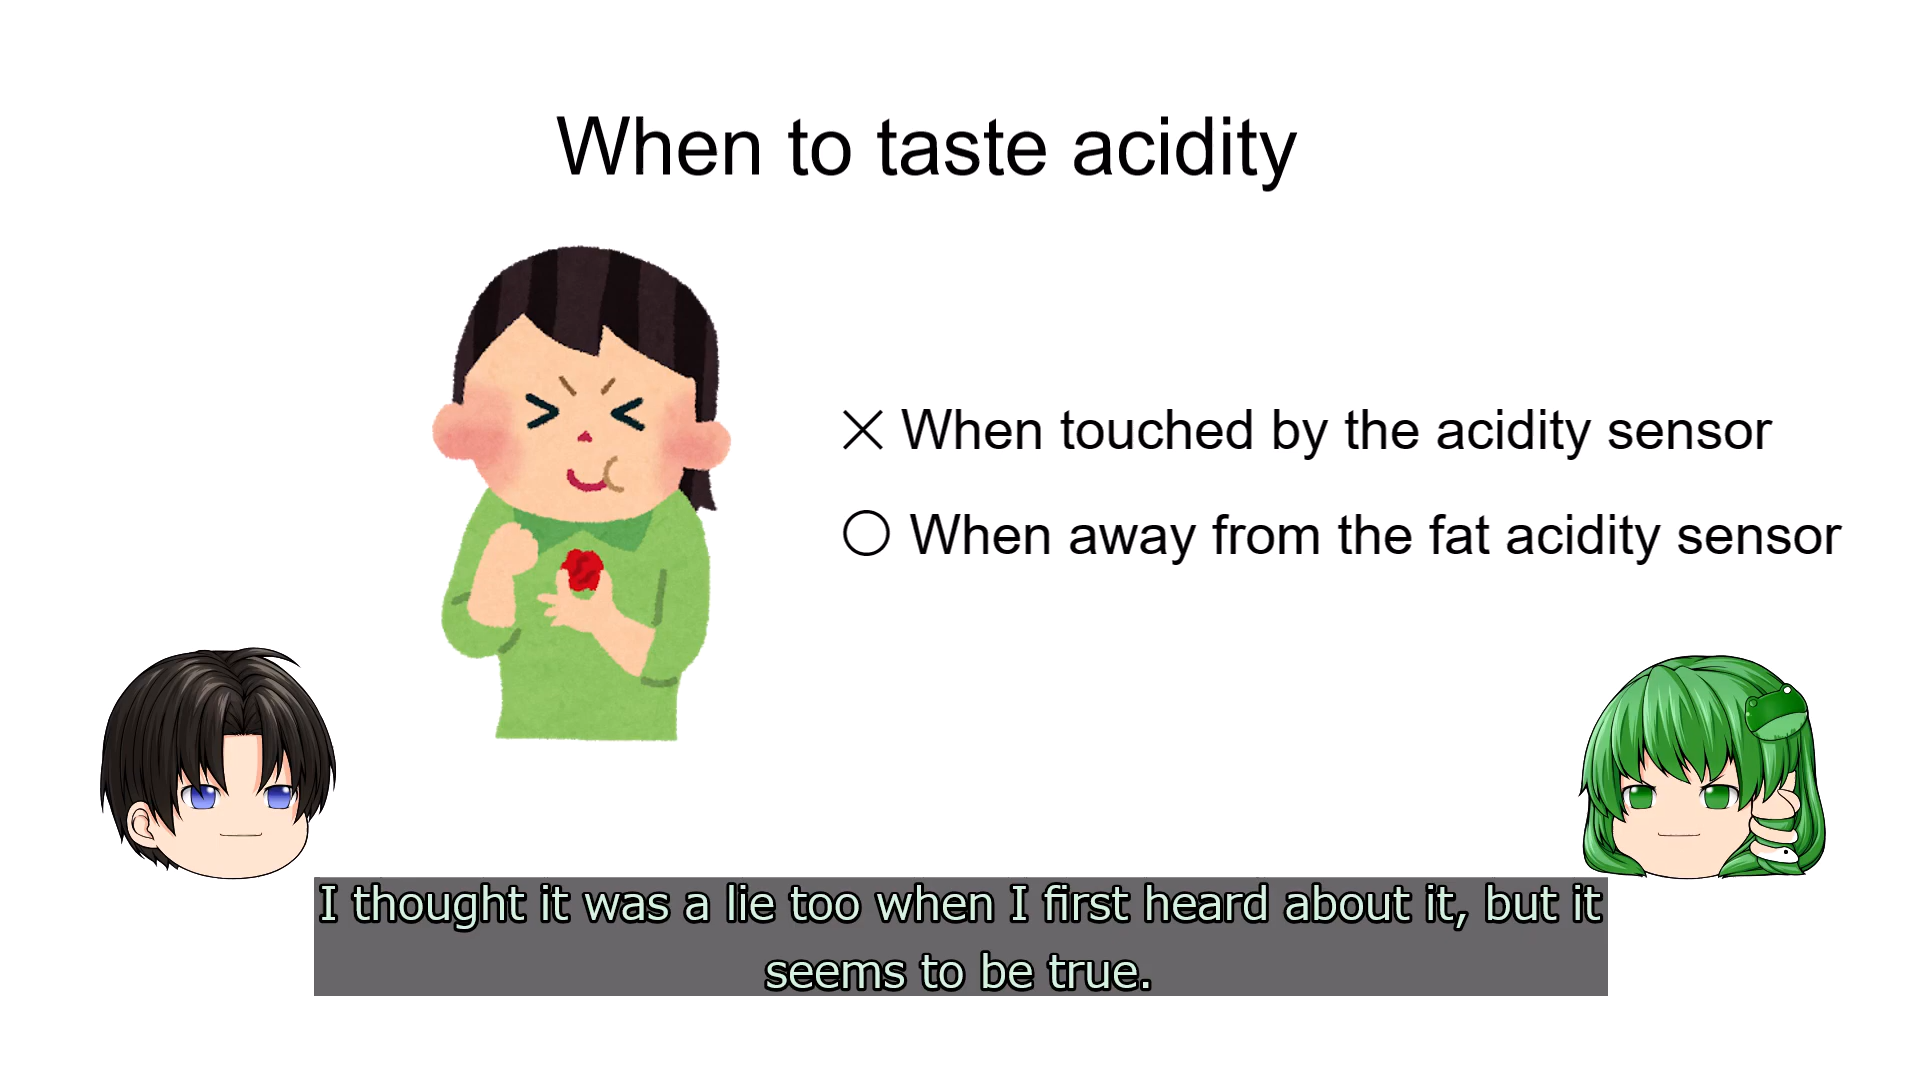 When to taste acidity
× When touched by the acidity sensor
○ When away from the fat acidity sensor
I thought it was a lie too when I first heard about it, but it
seems to be true.